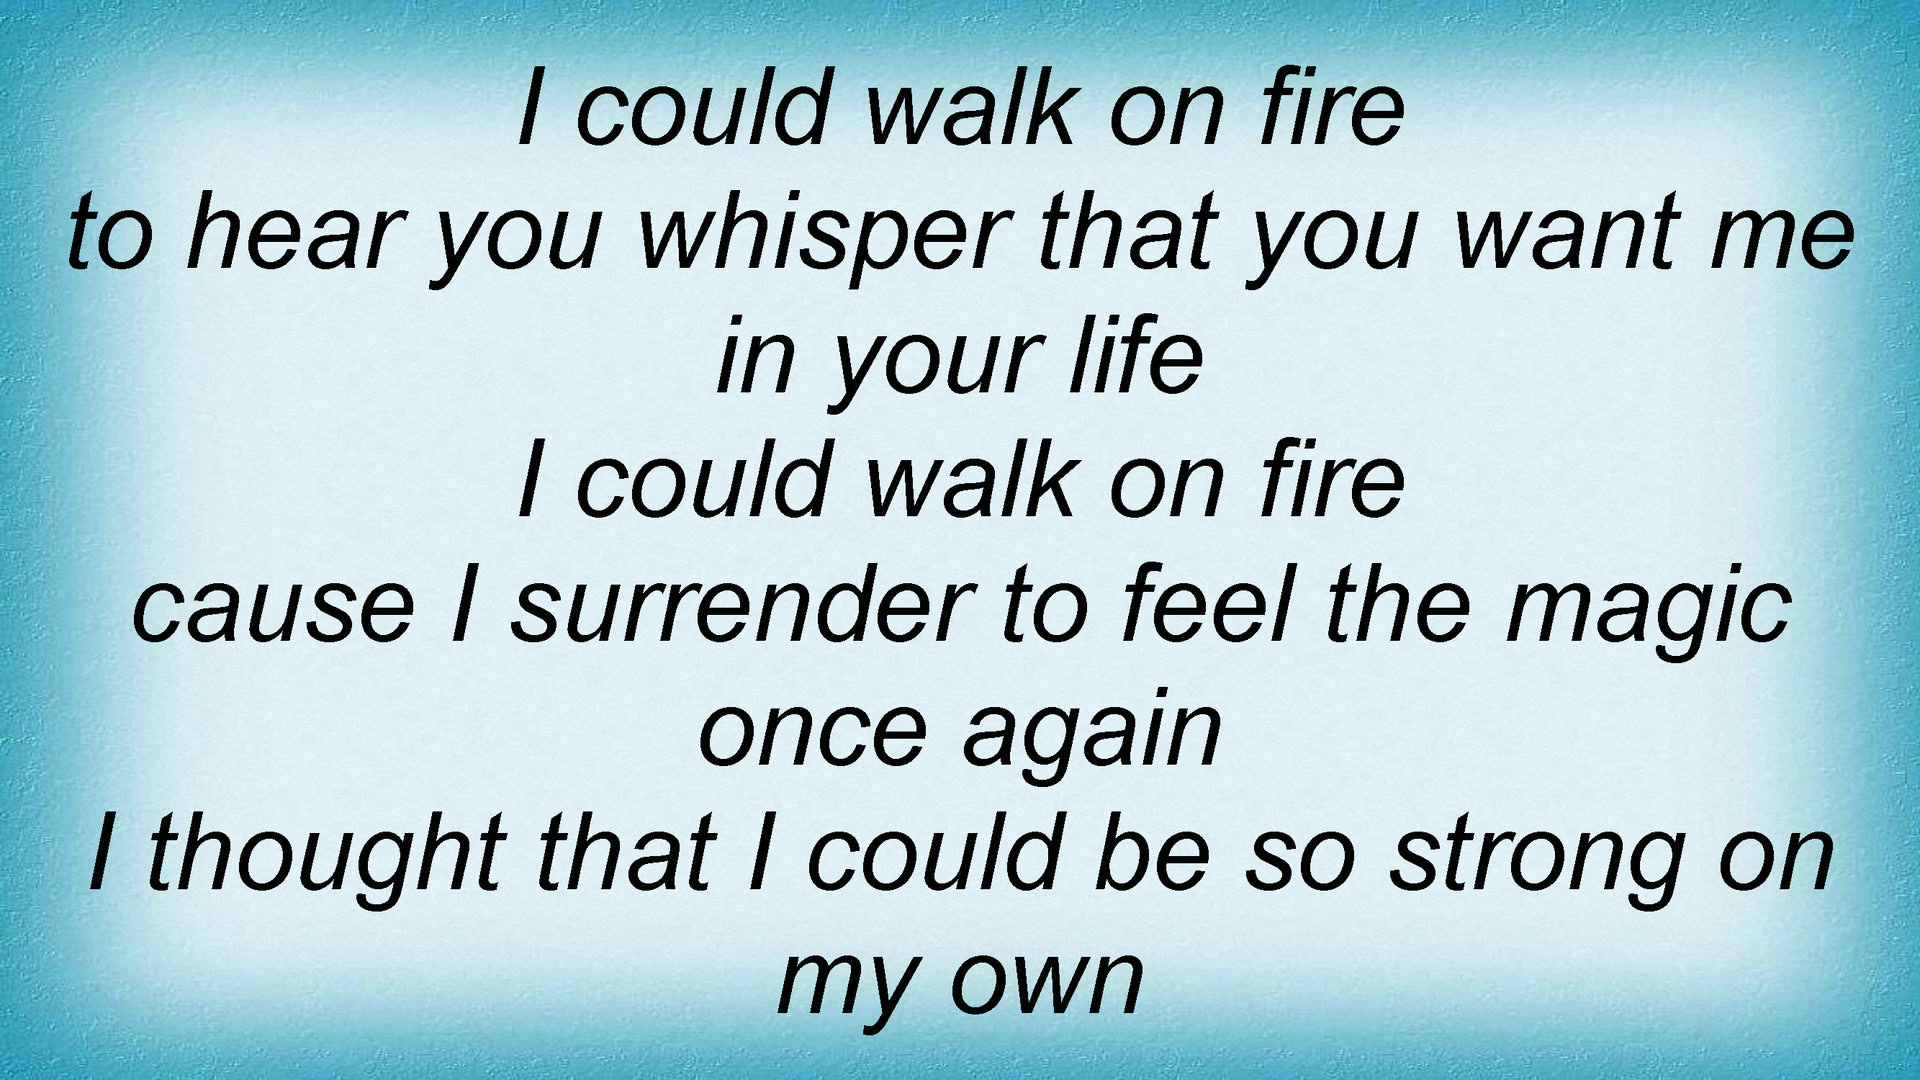 I could walk on fire
to hear you whisper that you want me
in your life
I could walk on fire
cause I surrender to feel the magic
once again
I thought that I could be so strong on
my own